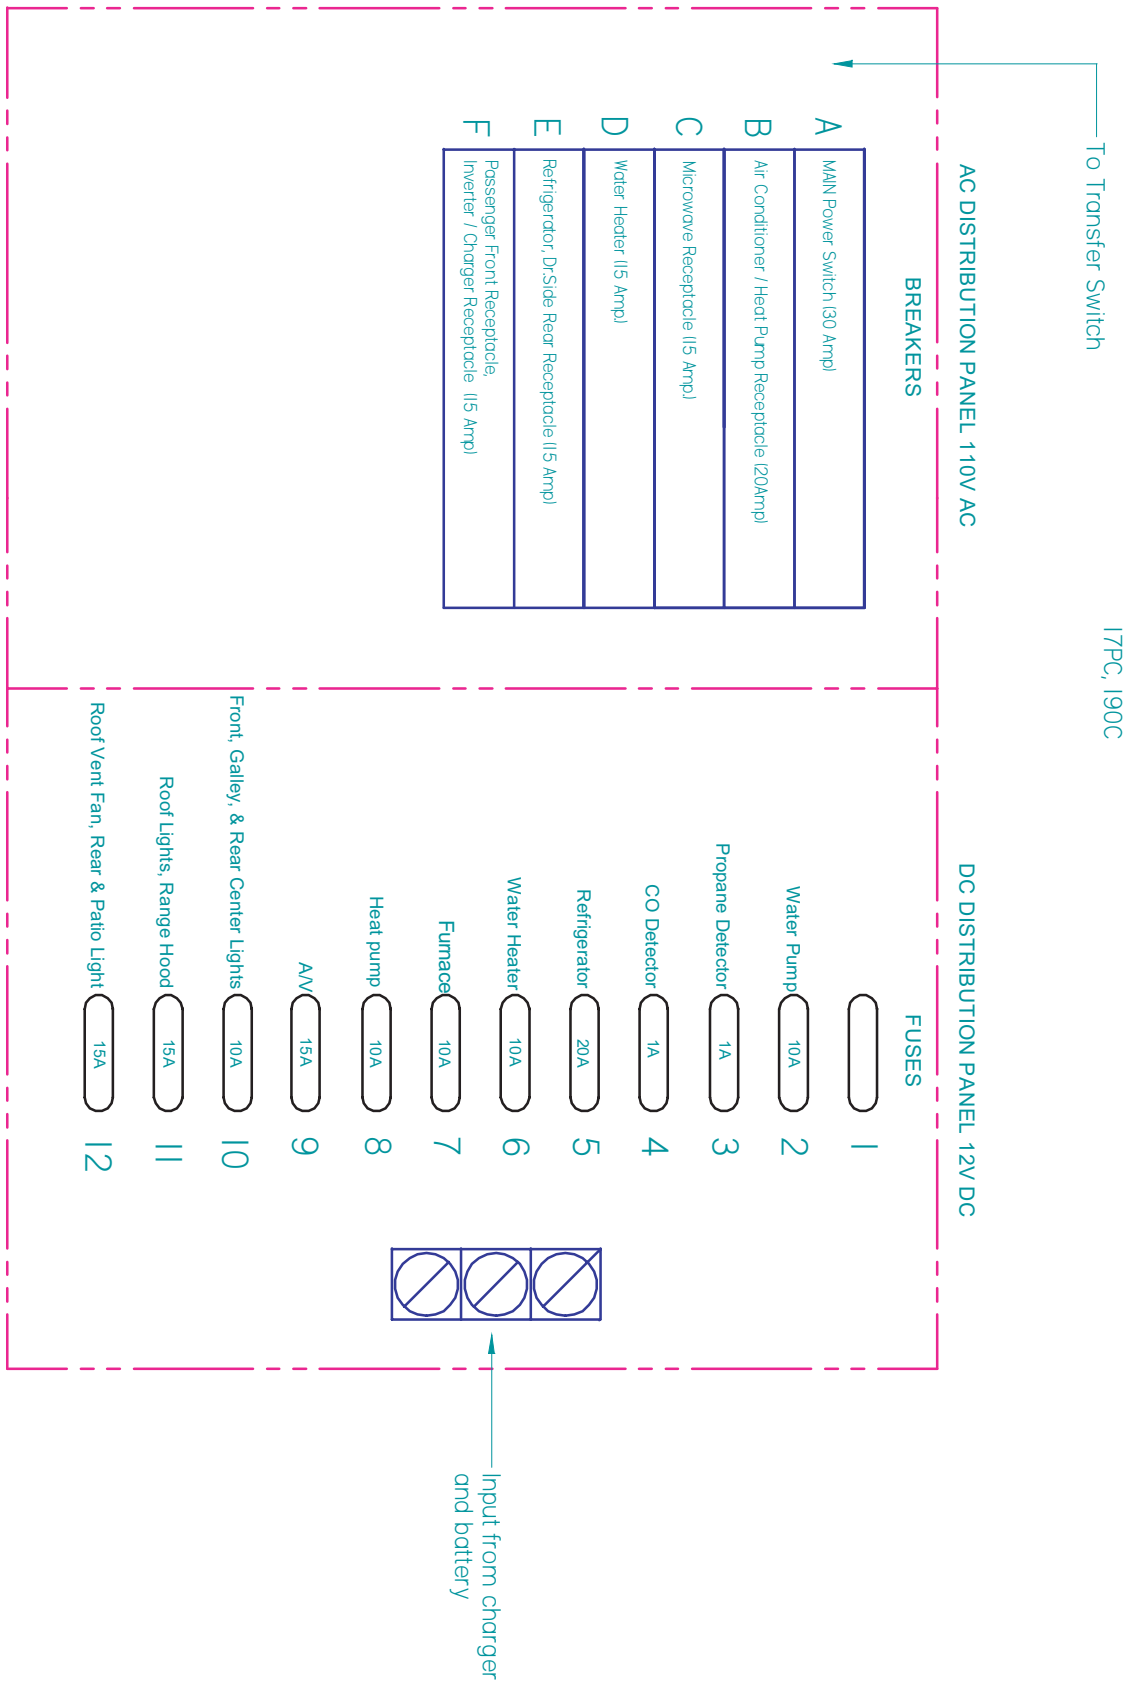 17PC, 190C
To Transfer Switch
AC DISTRIBUTION PANEL 110V AC
BREAKERS
A
MAIN Power Switch (30 Amp)
B
Air Conditioner / Heat Pump Receptacle (20Amp)
C
Microwave Receptacle (15 Amp.)
D
Water Heater (15 Amp.)
E
Refrigerator, Dr.Side Rear Receptacle (15 Amp)
F
Passenger Front Receptacle,
Inverter / Charger Receptacle (15 Amp)
DC DISTRIBUTION PANEL 12V DC
FUSES
1
Water Pump 10A 2
Propane Detector 1A 3
CO Detector 1A 4
Refrigerator 20A 5
Water Heater 10A 6
Furnace 10A 7
Heat pump 10A 8
A/V 15A 9
Front, Galley, & Rear Center Lights 10A 10
Roof Lights, Range Hood 15A 11
Roof Vent Fan, Rear & Patio Light 15A 12
Input from charger
and battery